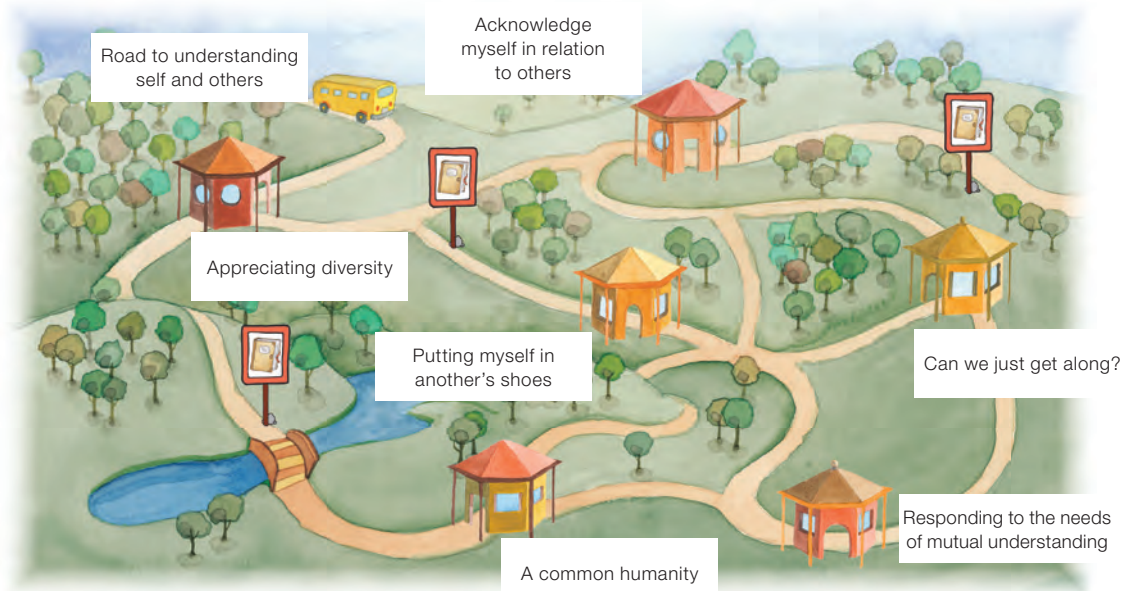 Acknowledge
myself in relation
to others
Road to understanding
self and others
Appreciating diversity
Putting myself in
another’s shoes
Can we just get along?
Responding to the needs
of mutual understanding
A common humanity